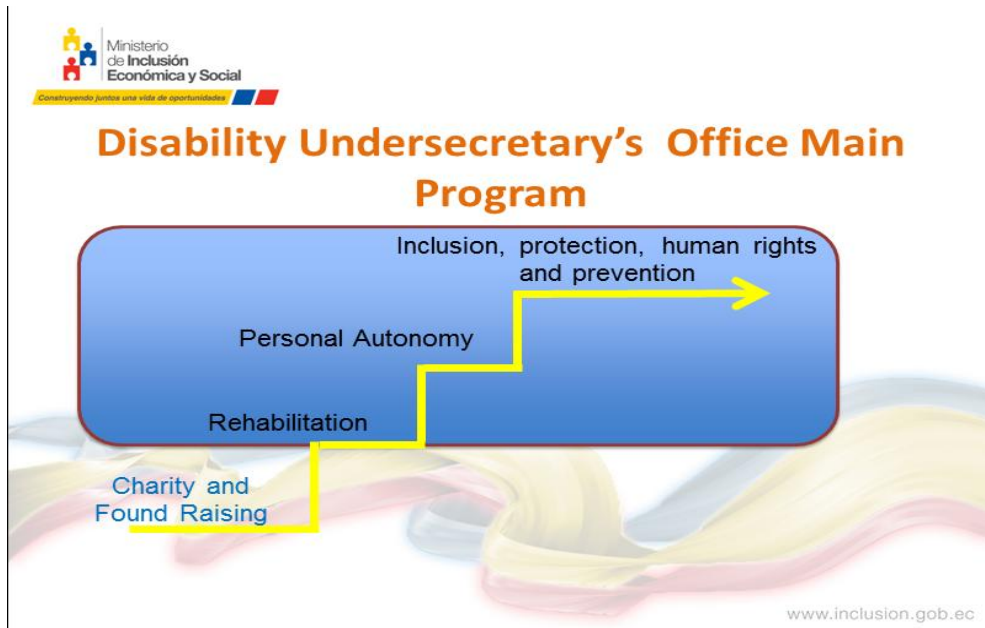 Ministerio
de Inclusión
Económica y Social
Construyendo juntos una vida de oportunidades
Disability Undersecretary’s Office Main
Program
Inclusion, protection, human rights
and prevention
Personal Autonomy
Rehabilitation
Charity and
Found Raising
www.inclusion.gob.ec